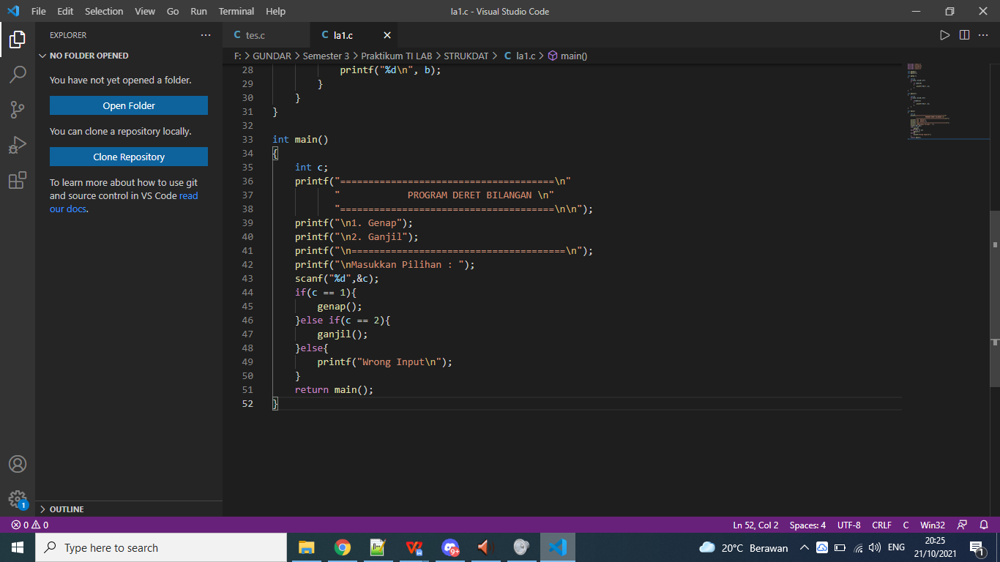 File Edit Selection View Go Run Terminal Help
la1.c - Visual Studio Code
EXPLORER
NO FOLDER OPENED
You have not yet opened a folder.
Open Folder
You can clone a repository locally.
Clone Repository
To learn more about how to use git
and source control in VS Code read
our docs.
OUTLINE
C tes.c
C la1.c
F: > GUNDAR > Semester 3 > Praktikum TI LAB > STRUKDAT > C la1.c > main()
28 printf("%d\n", b);
29 }
30 }
31 }
32
33 int main()
34 {
35 int c;
36 printf("======================================\n"
37 " PROGRAM DERET BILANGAN \n"
38 "======================================\n\n");
39 printf("\n1. Genap");
40 printf("\n2. Ganjil");
41 printf("\n======================================\n");
42 printf("\nMasukkan Pilihan : ");
43 scanf("%d",&c);
44 if(c == 1){
45 genap();
46 }else if(c == 2){
47 ganjil();
48 }else{
49 printf("Wrong Input\n");
50 }
51 return main();
52 }
1
0 0
Ln 52, Col 2 Spaces: 4 UTF-8 CRLF C Win32
Type here to search
9+
20°C Berawan
ENG
20:25
21/10/2021
1